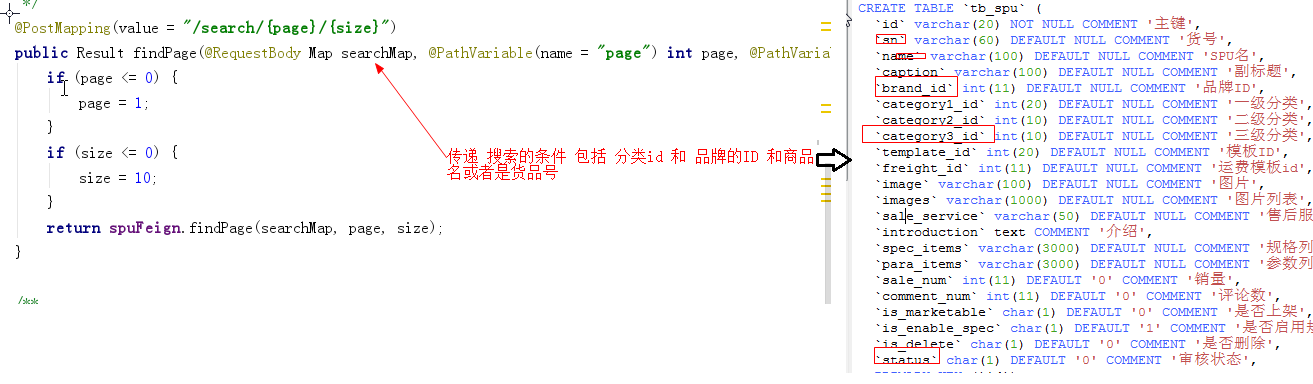 */
@PostMapping(value = "/search/{page}/{size}")
public Result findPage(@RequestBody Map searchMap, @PathVariable(name = "page") int page, @PathVaria
if (page <= 0) {
page = 1;
}
if (size <= 0) {
size = 10;
}
return spuFeign.findPage(searchMap, page, size);
}
/**
传递 搜索的条件 包括 分类id 和 品牌的ID 和商品
名或者是货品号
CREATE TABLE `tb_spu` (
`id` varchar(20) NOT NULL COMMENT '主键',
`sn` varchar(60) DEFAULT NULL COMMENT '货号',
`name` varchar(100) DEFAULT NULL COMMENT 'SPU名',
`caption` varchar(100) DEFAULT NULL COMMENT '副标题',
`brand_id` int(11) DEFAULT NULL COMMENT '品牌ID',
`category1_id` int(20) DEFAULT NULL COMMENT '一级分类',
`category2_id` int(10) DEFAULT NULL COMMENT '二级分类',
`category3_id` int(10) DEFAULT NULL COMMENT '三级分类',
`template_id` int(20) DEFAULT NULL COMMENT '模板ID',
`freight_id` int(11) DEFAULT NULL COMMENT '运费模板id',
`image` varchar(100) DEFAULT NULL COMMENT '图片',
`images` varchar(1000) DEFAULT NULL COMMENT '图片列表',
`sale_service` varchar(50) DEFAULT NULL COMMENT '售后服
`introduction` text COMMENT '介绍',
`spec_items` varchar(3000) DEFAULT NULL COMMENT '规格列
`para_items` varchar(3000) DEFAULT NULL COMMENT '参数列
`sale_num` int(11) DEFAULT '0' COMMENT '销量',
`comment_num` int(11) DEFAULT '0' COMMENT '评论数',
`is_marketable` char(1) DEFAULT '0' COMMENT '是否上架',
`is_enable_spec` char(1) DEFAULT '1' COMMENT '是否启用规
`is_delete` char(1) DEFAULT '0' COMMENT '是否删除',
`status` char(1) DEFAULT '0' COMMENT '审核状态',